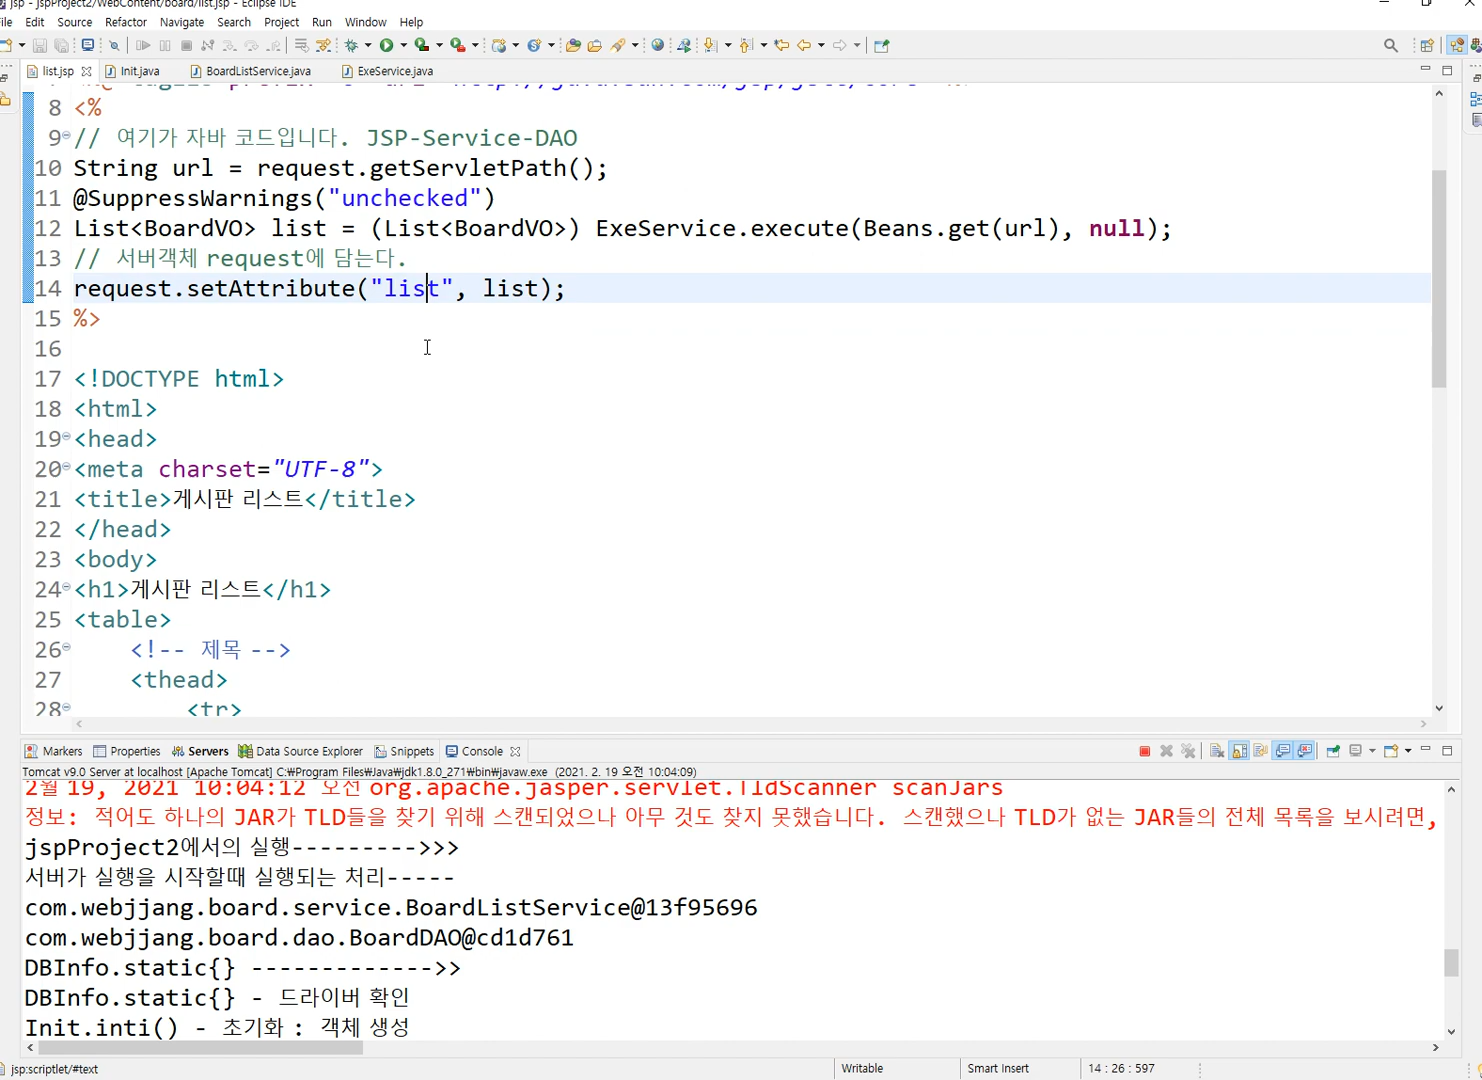 jsp - jspProject2/WebContent/board/list.jsp - Eclipse IDE
File Edit Source Refactor Navigate Search Project Run Window Help
list.jsp Init.java BoardListService.java ExeService.java
8 <%
9 // 여기가 자바 코드입니다. JSP-Service-DAO
10 String url = request.getServletPath();
11 @SuppressWarnings("unchecked")
12 List<BoardVO> list = (List<BoardVO>) ExeService.execute(Beans.get(url), null);
13 // 서버객체 request에 담는다.
14 request.setAttribute("list", list);
15 %>
16
17 <!DOCTYPE html>
18 <html>
19 <head>
20 <meta charset="UTF-8">
21 <title>게시판 리스트</title>
22 </head>
23 <body>
24 <h1>게시판 리스트</h1>
25 <table>
26 <!-- 제목 -->
27 <thead>
28 <tr>
Markers Properties Servers Data Source Explorer Snippets Console
Tomcat v9.0 Server at localhost [Apache Tomcat] C:₩Program Files₩Java₩jdk1.8.0_271₩bin₩javaw.exe (2021. 2. 19 오전 10:04:09)
2월 19, 2021 10:04:12 오전 org.apache.jasper.servlet.TldScanner scanJars
정보: 적어도 하나의 JAR가 TLD들을 찾기 위해 스캔되었으나 아무 것도 찾지 못했습니다. 스캔했으나 TLD가 없는 JAR들의 전체 목록을 보시려면,
jspProject2에서의 실행--------->>>
서버가 실행을 시작할때 실행되는 처리-----
com.webjjang.board.service.BoardListService@13f95696
com.webjjang.board.dao.BoardDAO@cd1d761
DBInfo.static{} ------------->>
DBInfo.static{} - 드라이버 확인
Init.inti() - 초기화 : 객체 생성
jsp:scriptlet/#text Writable Smart Insert 14 : 26 : 597